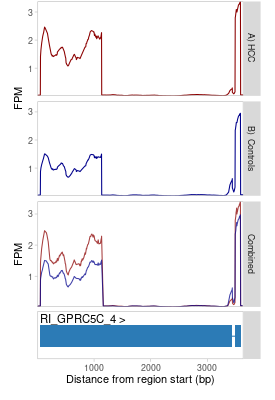 3
2
1
A) HCC
FPM
3
2
1
B) Controls
3
2
1
Combined
FPM
RI_GPRC5C_4 >
1000 2000 3000
Distance from region start (bp)